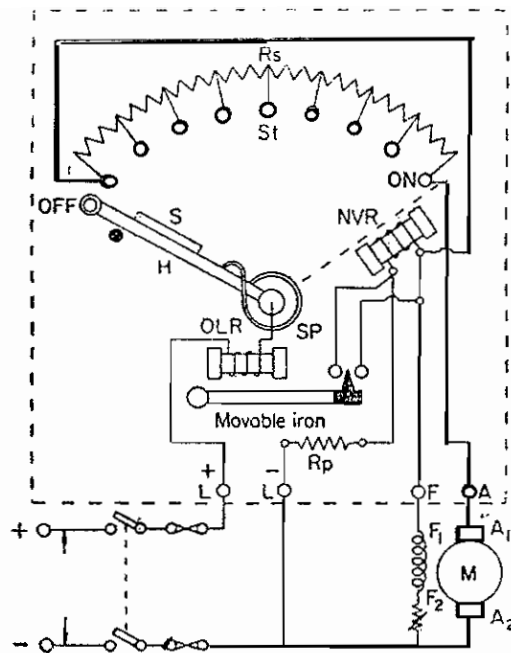 Rs
St
ON
OFF
S
NVR
H
OLR
SP
Movable iron
Rp
+ −
L L F A
+
F1 A1
M
F2
A2
−